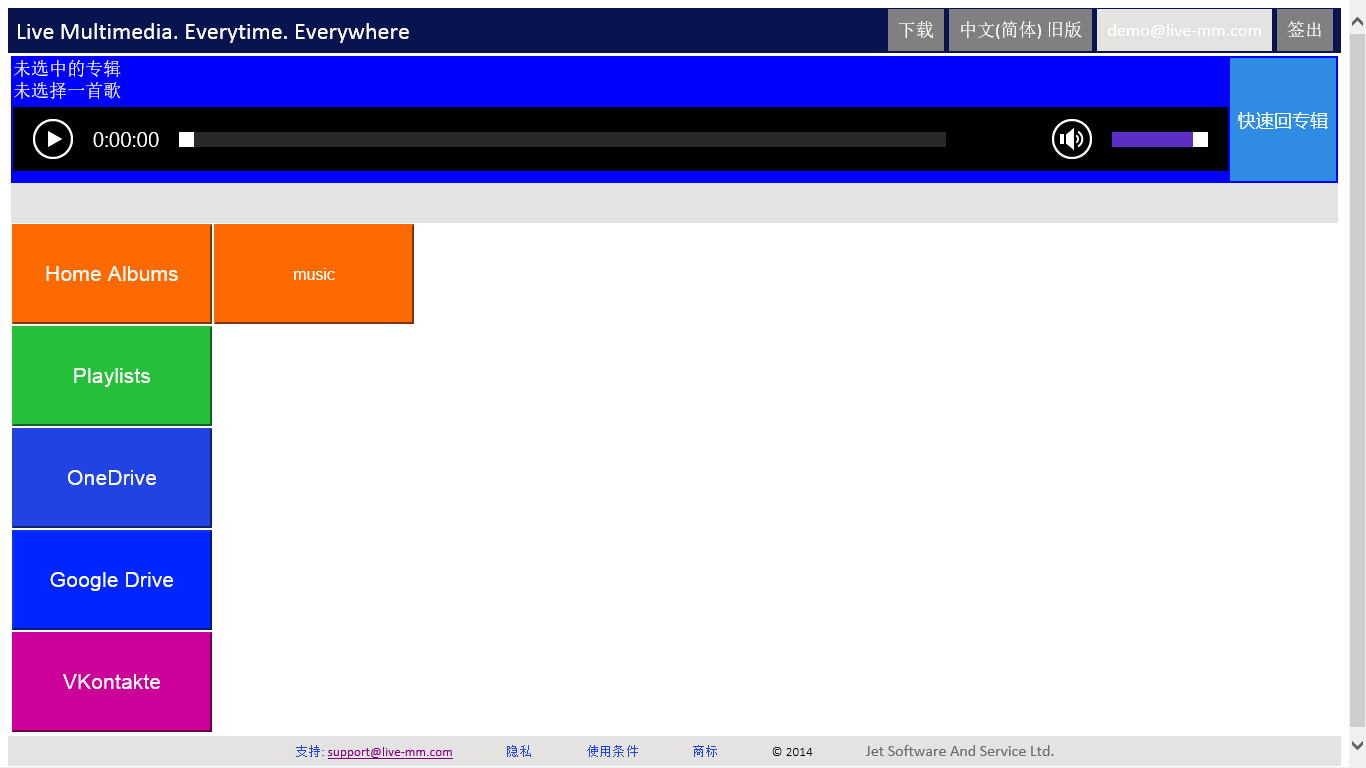 Live Multimedia. Everytime. Everywhere
下载
中文(简体) 旧版
demo@live-mm.com
签出
未选中的专辑
未选择一首歌
0:00:00
快速回专辑
Home Albums
music
Playlists
OneDrive
Google Drive
VKontakte
支持: support@live-mm.com
隐私
使用条件
商标
© 2014
Jet Software And Service Ltd.